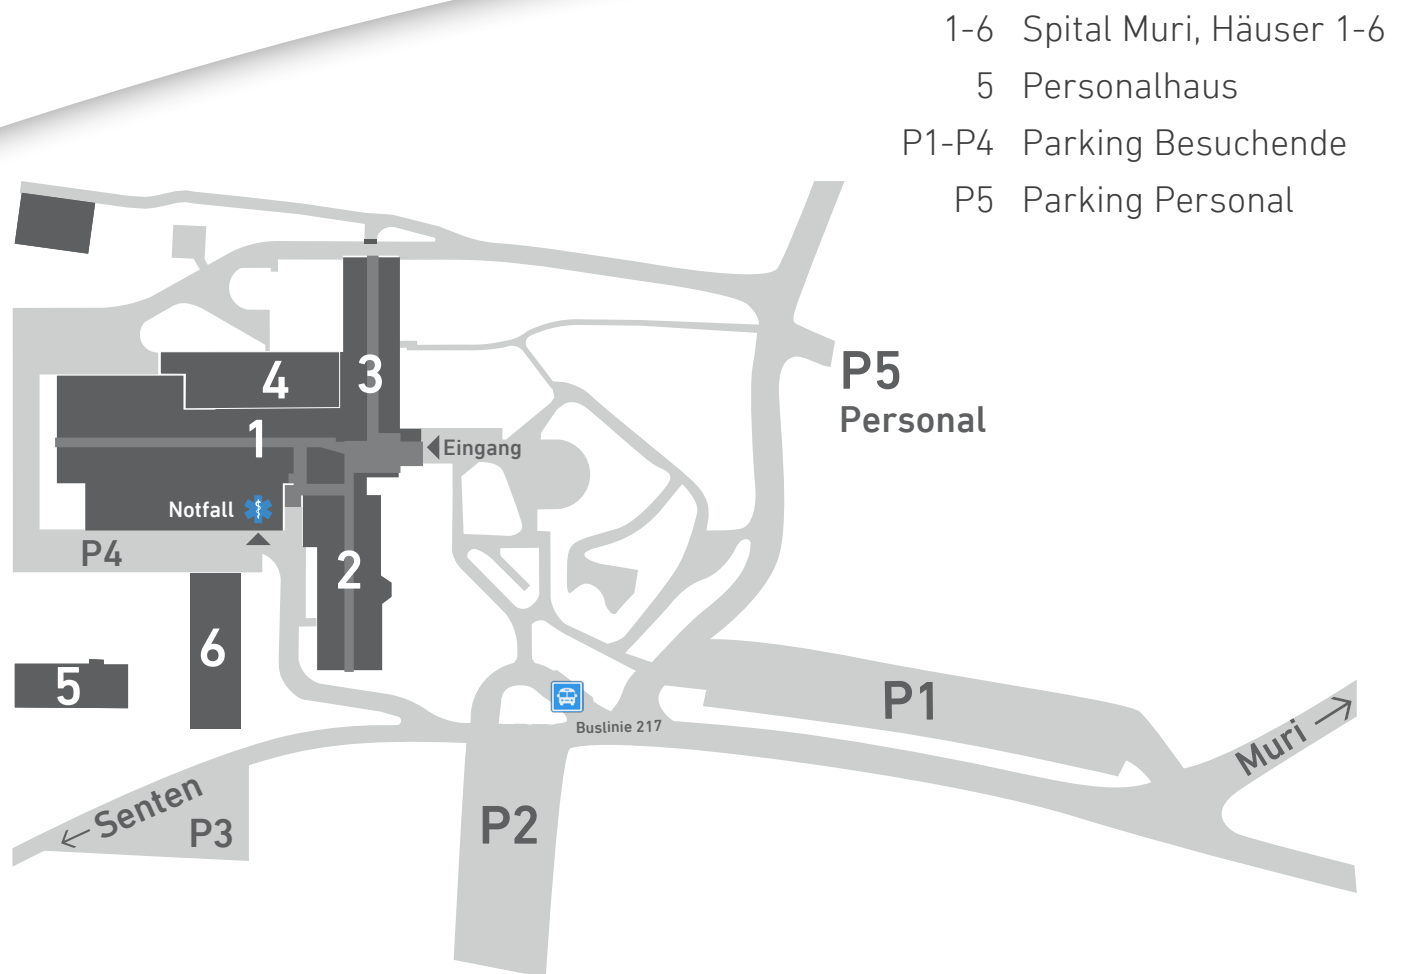 1-6 Spital Muri, Häuser 1-6
5 Personalhaus
P1-P4 Parking Besuchende
P5 Parking Personal
4
3
P5
Personal
1
Eingang
Notfall
P4
2
6
5
P1
Buslinie 217
Muri →
← Senten
P3
P2